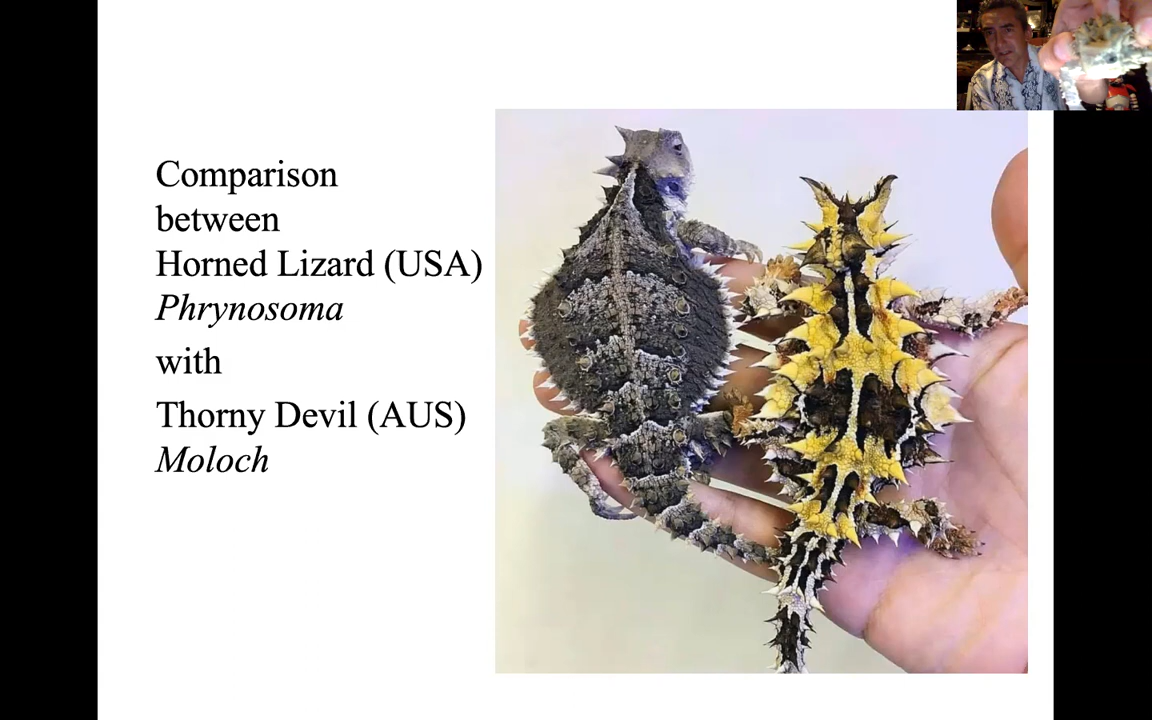 Comparison
between
Horned Lizard (USA)
Phrynosoma
with
Thorny Devil (AUS)
Moloch